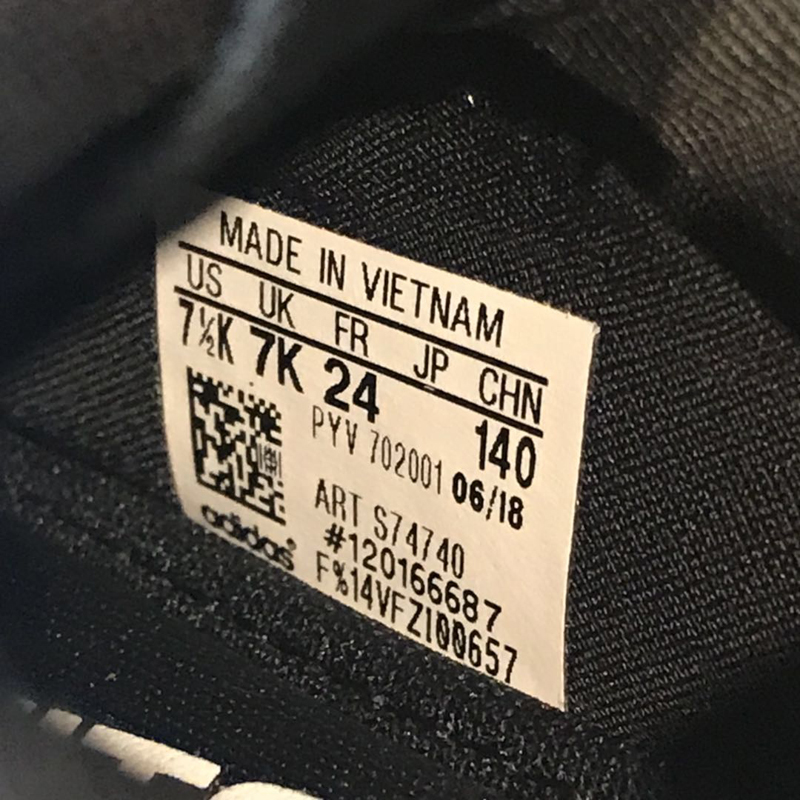 MADE IN VIETNAM
US UK FR JP CHN
7½K 7K 24 140
PYV 702001 06/18
ART S74740
#120166687
F%14VFZ100657
adidas